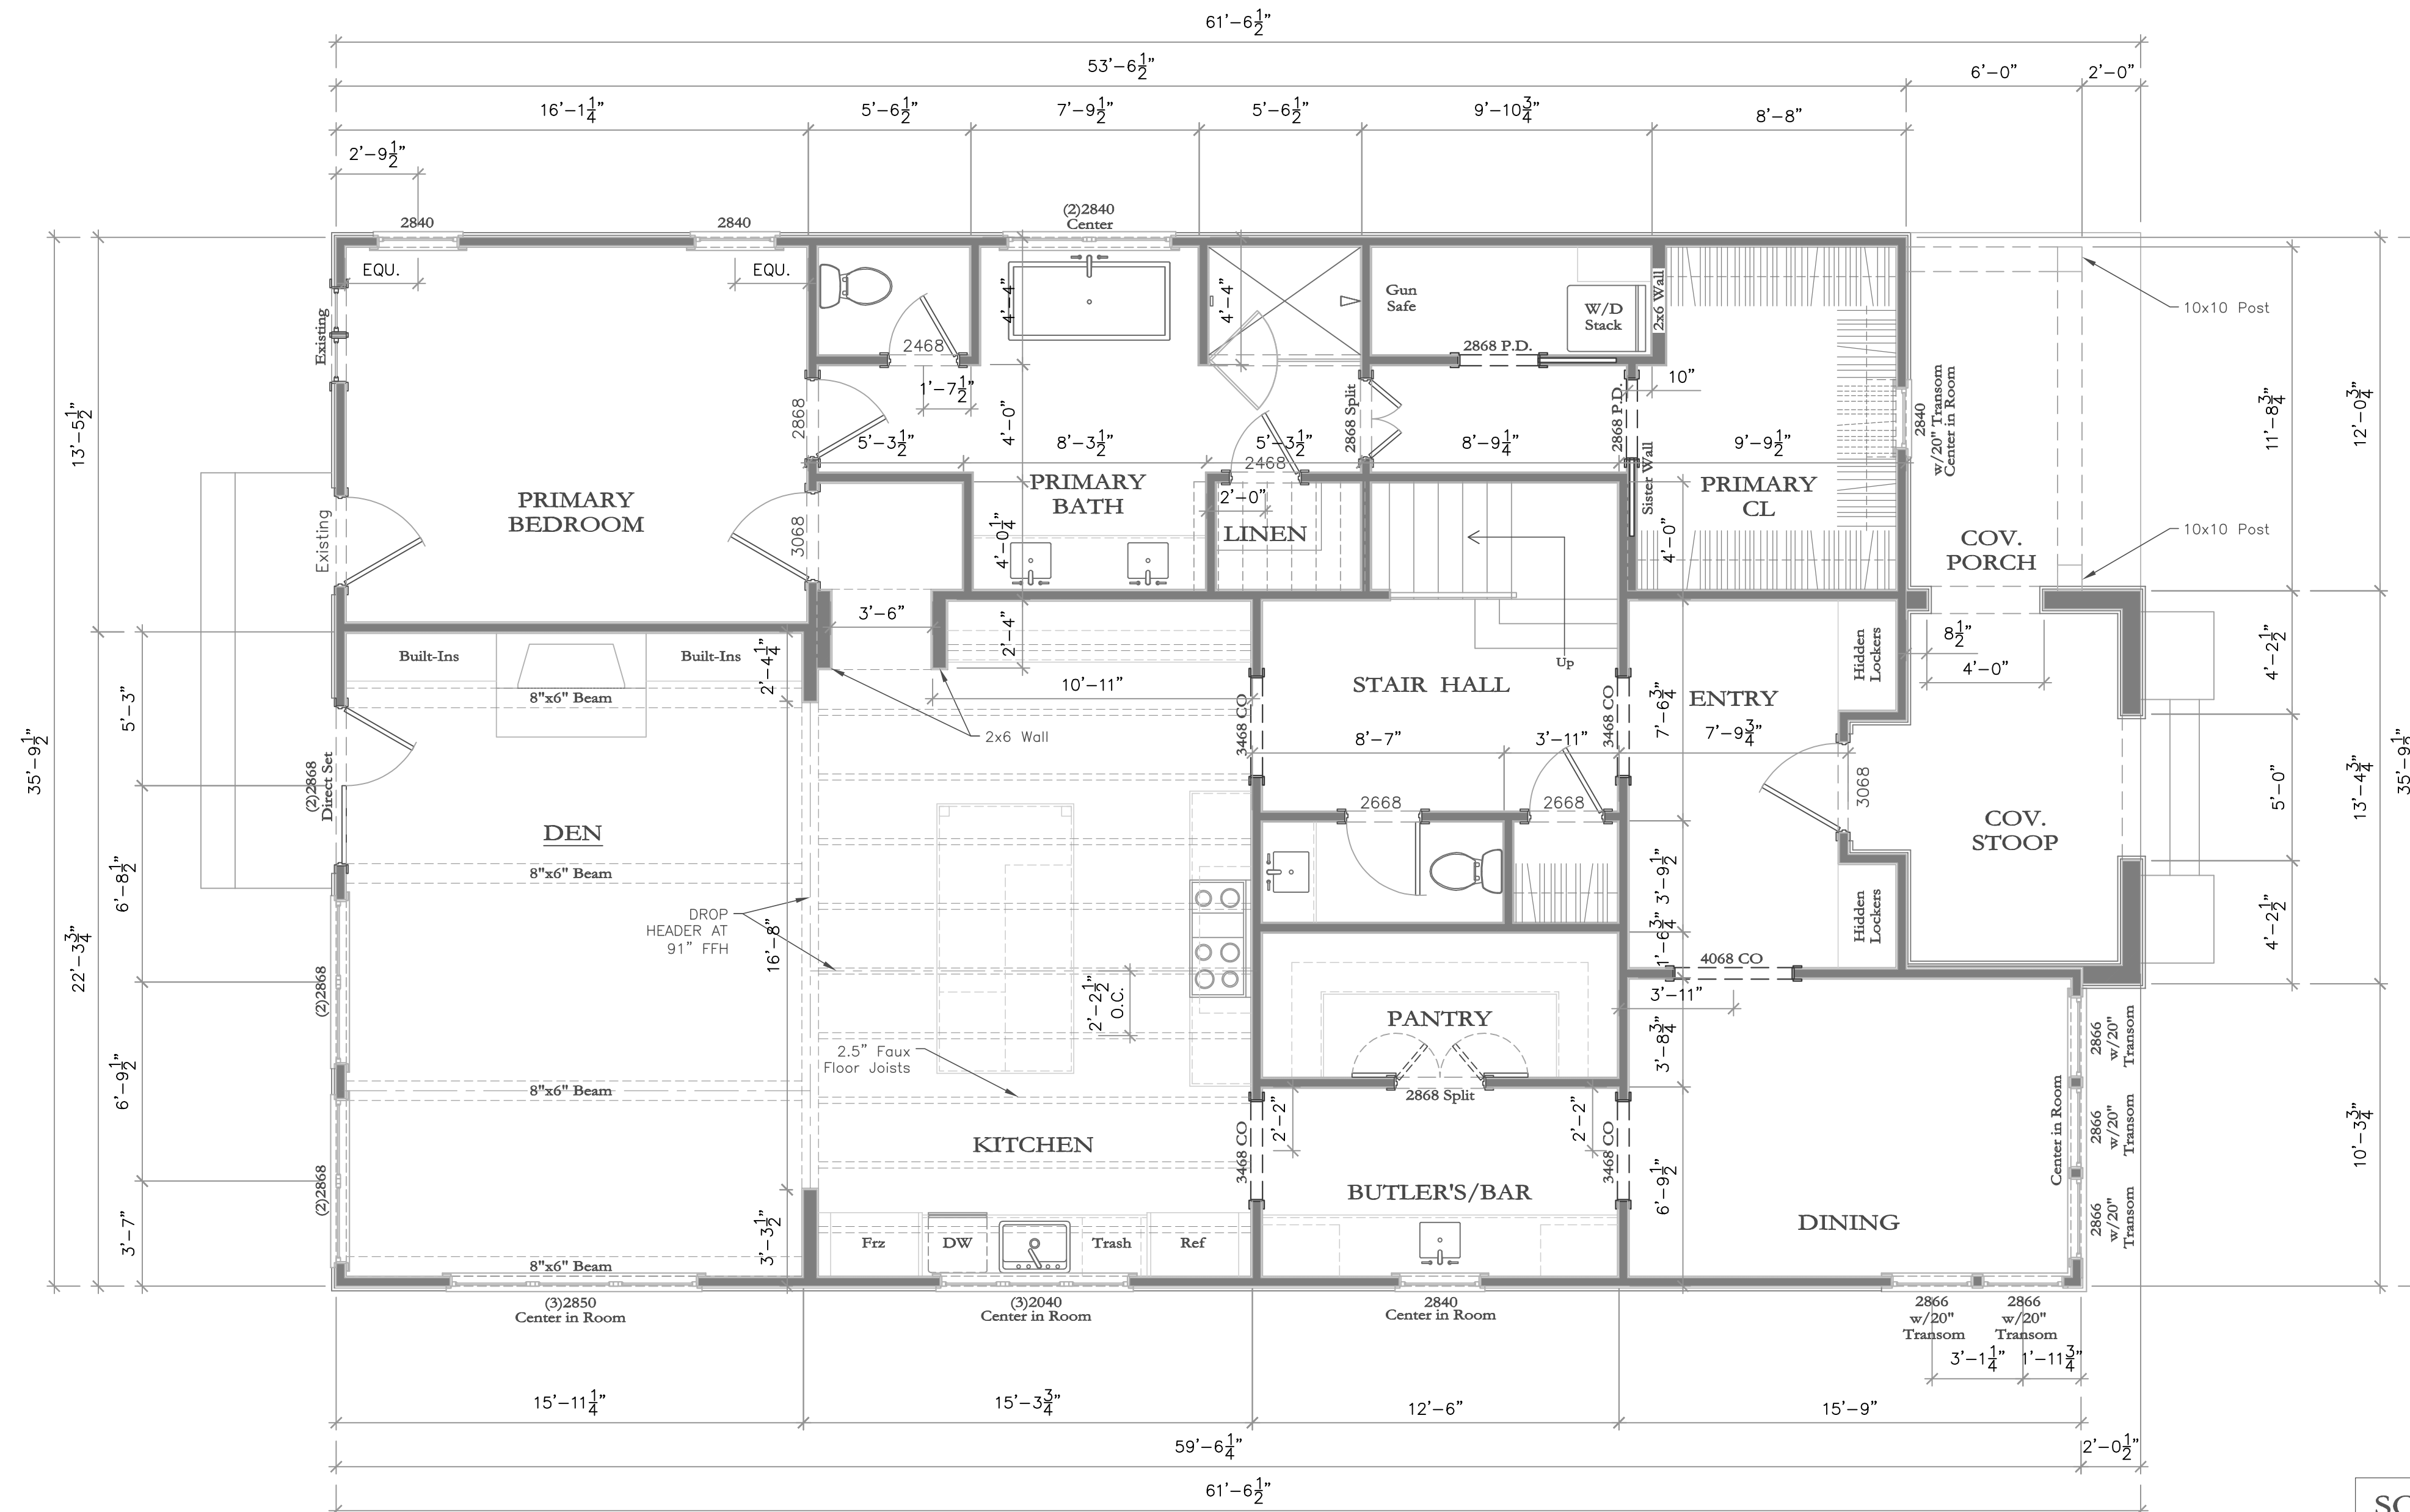 61'-6 1/2"
53'-6 1/2"
6'-0"
2'-0"
16'-1 1/4"
5'-6 1/2"
7'-9 1/2"
5'-6 1/2"
9'-10 3/4"
8'-8"
2'-9 1/2"
2840
2840
(2)2840
Center
EQU.
EQU.
Existing
Existing
2468
1'-7 1/2"
4'-4"
4'-4"
Gun
Safe
W/D
Stack
2x6 Wall
2868 P.D.
10"
10x10 Post
10x10 Post
2868
3068
4'-0"
5'-3 1/2"
8'-3 1/2"
5'-3 1/2"
2468
2868 Split
8'-9 1/4"
2868 P.D.
Sister Wall
9'-9 1/2"
2840
w/20" Transom
Center in Room
PRIMARY
BEDROOM
PRIMARY
BATH
4'-0 1/4"
2'-0"
LINEN
4'-0"
PRIMARY
CL
COV.
PORCH
11'-8 3/4"
12'-0 3/4"
13'-5 1/2"
35'-9 1/2"
22'-3 3/4"
5'-3"
6'-8 1/2"
6'-9 1/2"
3'-7"
3'-6"
2'-4"
2'-4 1/4"
Built-Ins
Built-Ins
8"x6" Beam
10'-11"
2x6 Wall
3468 CO
STAIR HALL
Up
3468 CO
8'-7"
3'-11"
7'-6 3/4"
ENTRY
7'-9 3/4"
Hidden
Lockers
8 1/2"
4'-0"
4'-2 1/2"
5'-0"
13'-4 3/4"
35'-9 1/2"
4'-2 1/2"
3068
COV.
STOOP
(2)2868
Direct Set
DEN
8"x6" Beam
DROP
HEADER AT
91" FFH
16'-8"
2668
2668
3'-9 1/2"
1'-6 3/4"
Hidden
Lockers
4068 CO
3'-11"
(2)2868
2'-2 1/2"
O.C.
2.5" Faux
Floor Joists
PANTRY
3'-8 3/4"
2868 Split
8"x6" Beam
KITCHEN
3468 CO
2'-2"
2'-2"
3468 CO
BUTLER'S/BAR
6'-9 1/2"
DINING
Center in Room
2866
w/20"
Transom
2866
w/20"
Transom
2866
w/20"
Transom
10'-3 3/4"
(2)2868
3'-3 1/2"
Frz
DW
Trash
Ref
8"x6" Beam
(3)2850
Center in Room
(3)2040
Center in Room
2840
Center in Room
2866
w/20"
Transom
2866
w/20"
Transom
3'-1 1/4"
1'-11 3/4"
15'-11 1/4"
15'-3 3/4"
12'-6"
15'-9"
59'-6 1/4"
2'-0 1/2"
61'-6 1/2"